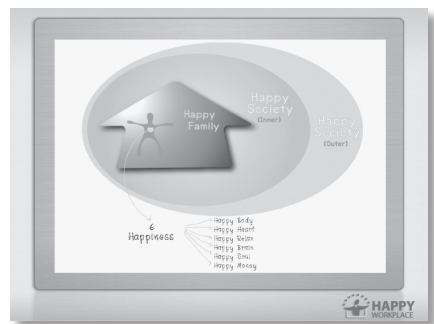 Happy
Family
Happy
Society
(Inner)
Happy
Society
(Outer)
6
Happiness
Happy Body
Happy Heart
Happy Relax
Happy Brain
Happy Soul
Happy Money
HAPPY
WORKPLACE